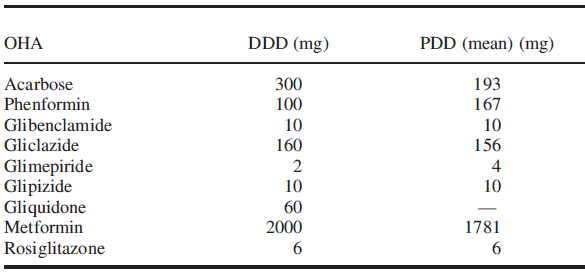 OHA DDD (mg) PDD (mean) (mg)
Acarbose 300 193
Phenformin 100 167
Glibenclamide 10 10
Gliclazide 160 156
Glimepiride 2 4
Glipizide 10 10
Gliquidone 60 —
Metformin 2000 1781
Rosiglitazone 6 6